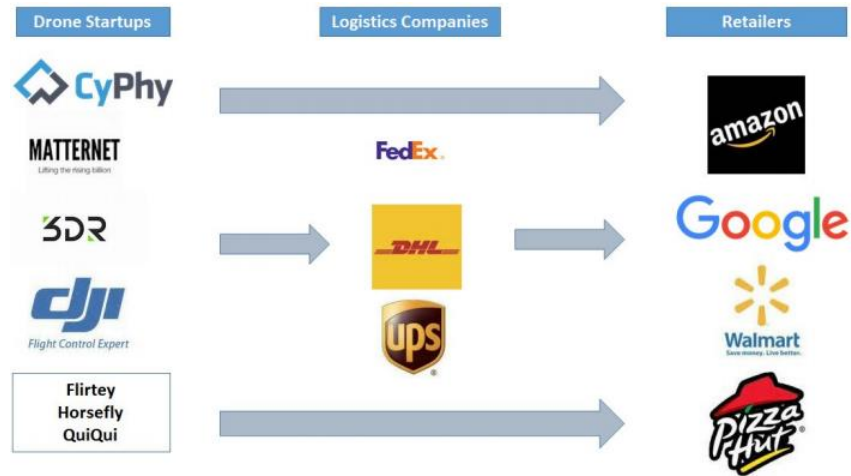 Drone Startups
Logistics Companies
Retailers
CyPhy
MATTERNET
Lifting the rising billion
3DR
dji
Flight Control Expert
Flirtey
Horsefly
QuiQui
FedEx®
DHL
ups
®
amazon
Google
Walmart
Save money. Live better.
Pizza
Hut®